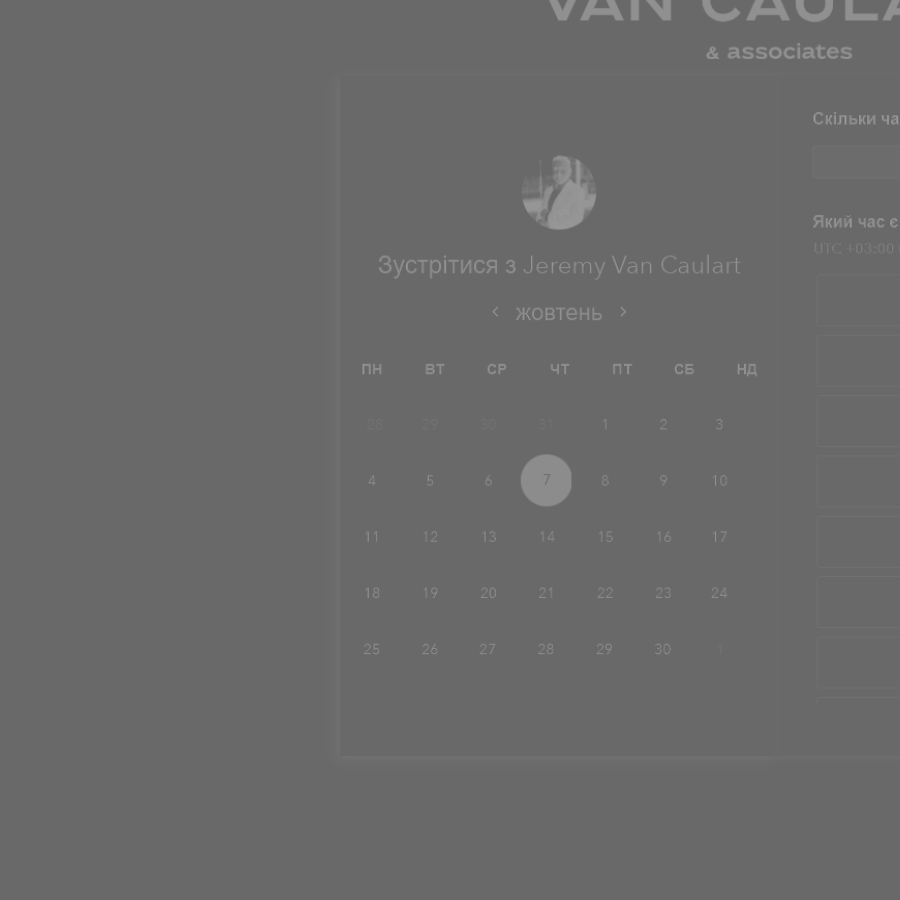 VAN CAULA
& associates
Скільки ча
Зустрітися з Jeremy Van Caulart
жовтень
ПН ВТ СР ЧТ ПТ СБ НД
28 29 30 31 1 2 3
4 5 6 7 8 9 10
11 12 13 14 15 16 17
18 19 20 21 22 23 24
25 26 27 28 29 30 1
Який час є
UTC +03:00